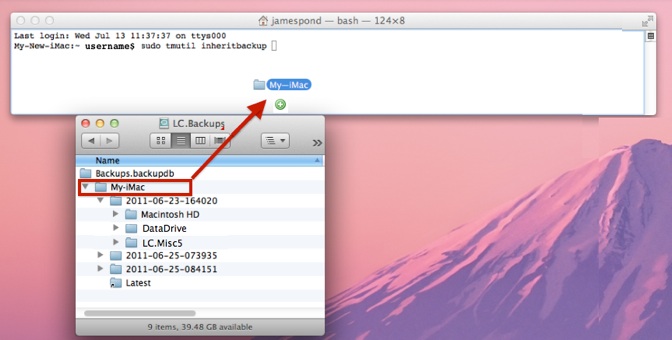 jamespond — bash — 124×8
Last login: Wed Jul 13 11:37:37 on ttys000
My-New-iMac:~ username$ sudo tmutil inheritbackup
My—iMac
LC.Backups
Name
Backups.backupdb
My-iMac
2011-06-23-164020
Macintosh HD
DataDrive
LC.Misc5
2011-06-25-073935
2011-06-25-084151
Latest
9 items, 39.48 GB available